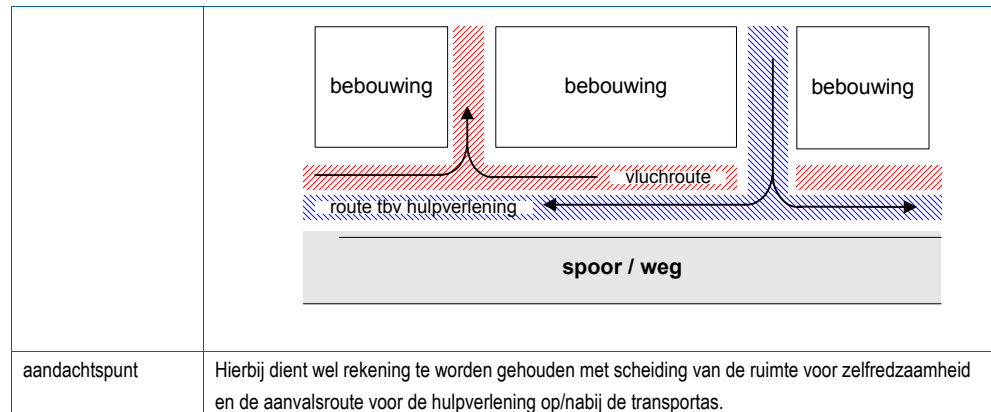 bebouwing
bebouwing
bebouwing
vluchroute
route tbv hulpverlening
spoor / weg
aandachtspunt
Hierbij dient wel rekening te worden gehouden met scheiding van de ruimte voor zelfredzaamheid
en de aanvalsroute voor de hulpverlening op/nabij de transportas.